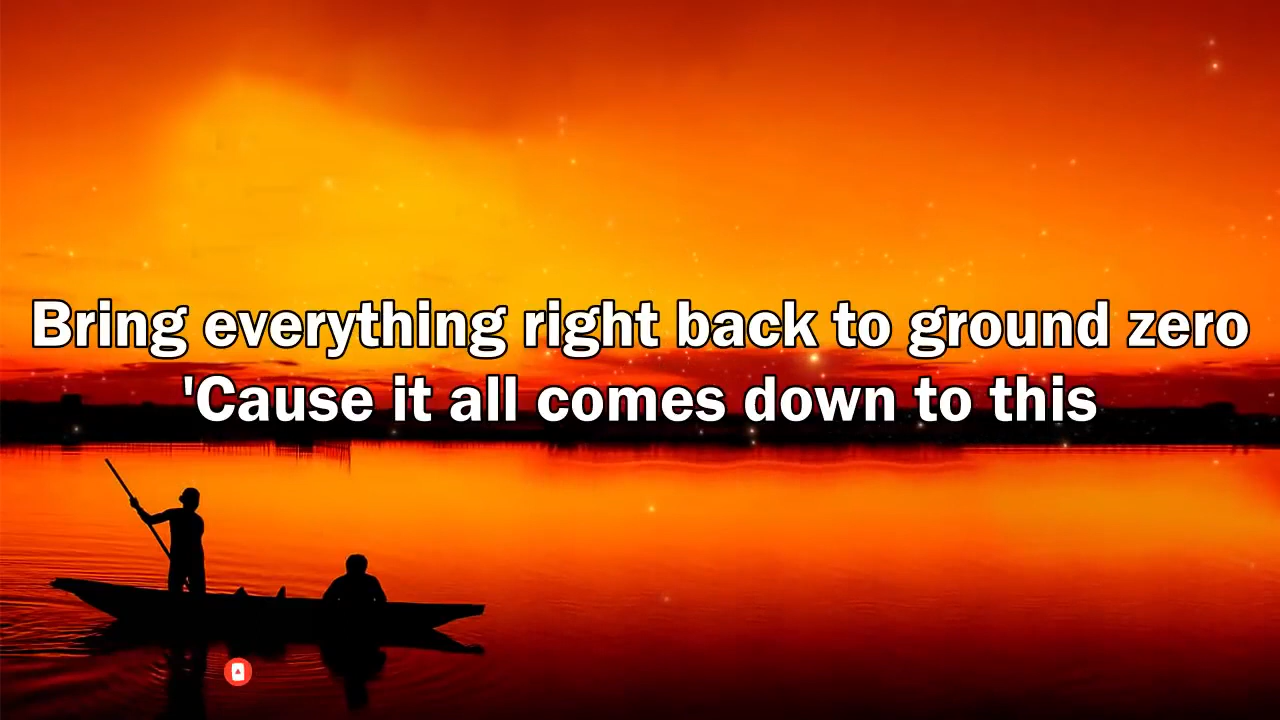 Bring everything right back to ground zero
'Cause it all comes down to this